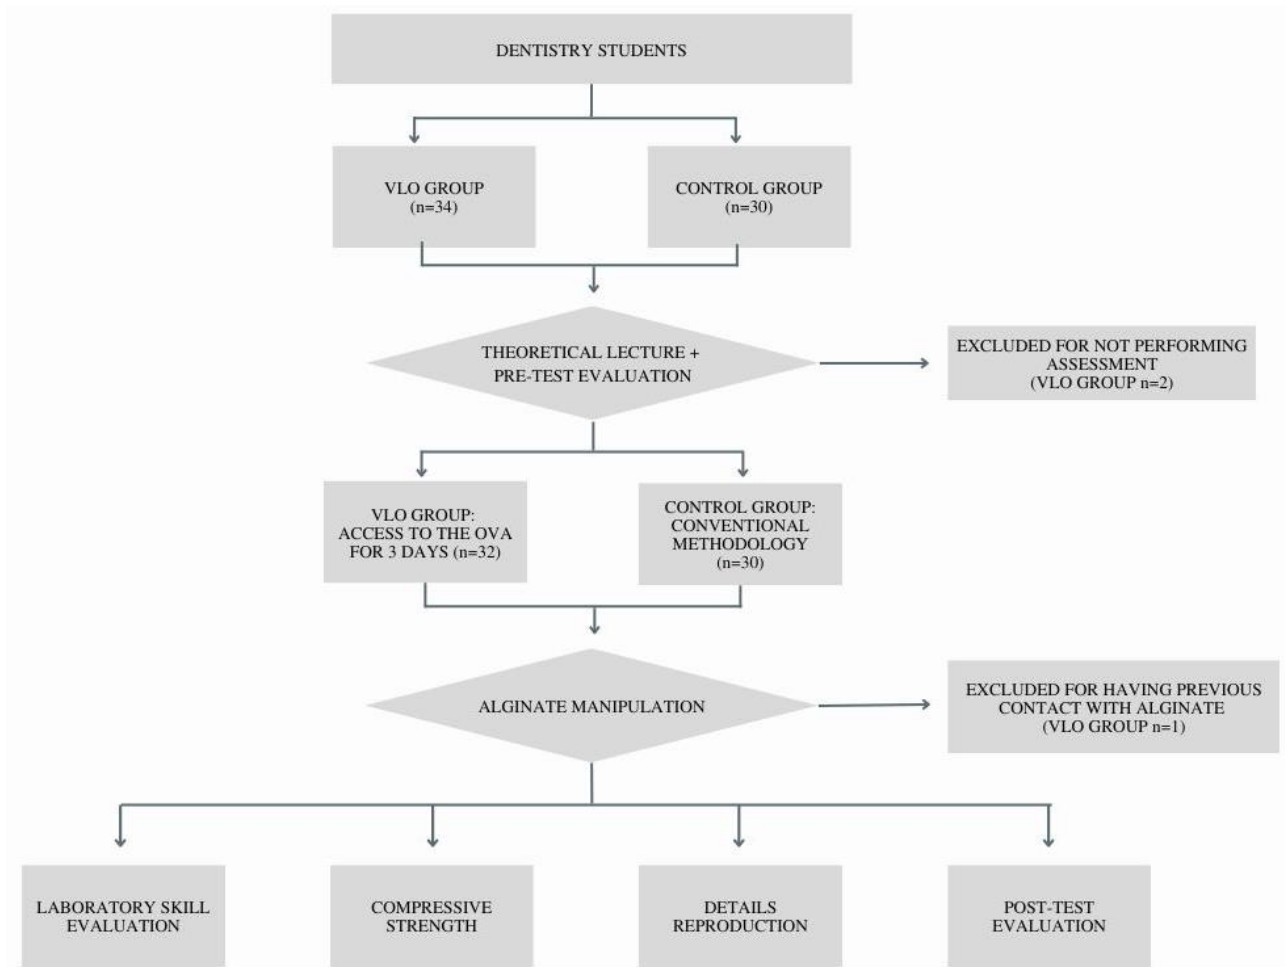 DENTISTRY STUDENTS
VLO GROUP
(n=34)
CONTROL GROUP
(n=30)
THEORETICAL LECTURE +
PRE-TEST EVALUATION
EXCLUDED FOR NOT PERFORMING
ASSESSMENT
(VLO GROUP n=2)
VLO GROUP:
ACCESS TO THE OVA
FOR 3 DAYS (n=32)
CONTROL GROUP:
CONVENTIONAL
METHODOLOGY
(n=30)
ALGINATE MANIPULATION
EXCLUDED FOR HAVING PREVIOUS
CONTACT WITH ALGINATE
(VLO GROUP n=1)
LABORATORY SKILL
EVALUATION
COMPRESSIVE
STRENGTH
DETAILS
REPRODUCTION
POST-TEST
EVALUATION